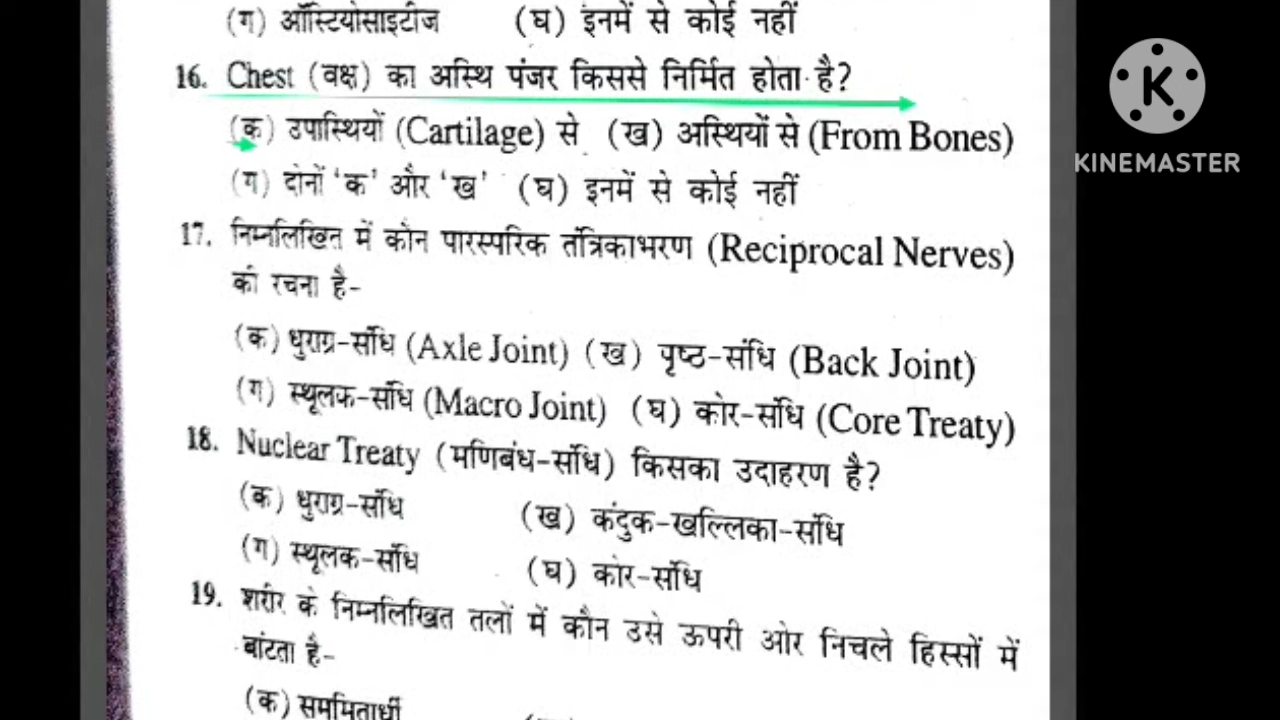 (ग) ऑस्टियोसाइटीज (घ) इनमें से कोई नहीं
16. Chest (वक्ष) का अस्थि पंजर किससे निर्मित होता है?
(क) उपास्थियों (Cartilage) से (ख) अस्थियों से (From Bones)
(ग) दोनों 'क' और 'ख' (घ) इनमें से कोई नहीं
17. निम्नलिखित में कौन पारस्परिक तंत्रिकाभरण (Reciprocal Nerves)
की रचना है-
(क) धुराग्र-संधि (Axle Joint) (ख) पृष्ठ-संधि (Back Joint)
(ग) स्थूलक-संधि (Macro Joint) (घ) कोर-संधि (Core Treaty)
18. Nuclear Treaty (मणिबंध-संधि) किसका उदाहरण है?
(क) धुराग्र-संधि (ख) कंदुक-खल्लिका-संधि
(ग) स्थूलक-संधि (घ) कोर-संधि
19. शरीर के निम्नलिखित तलों में कौन उसे ऊपरी ओर निचले हिस्सों में
बांटता है-
(क)
KINEMASTER